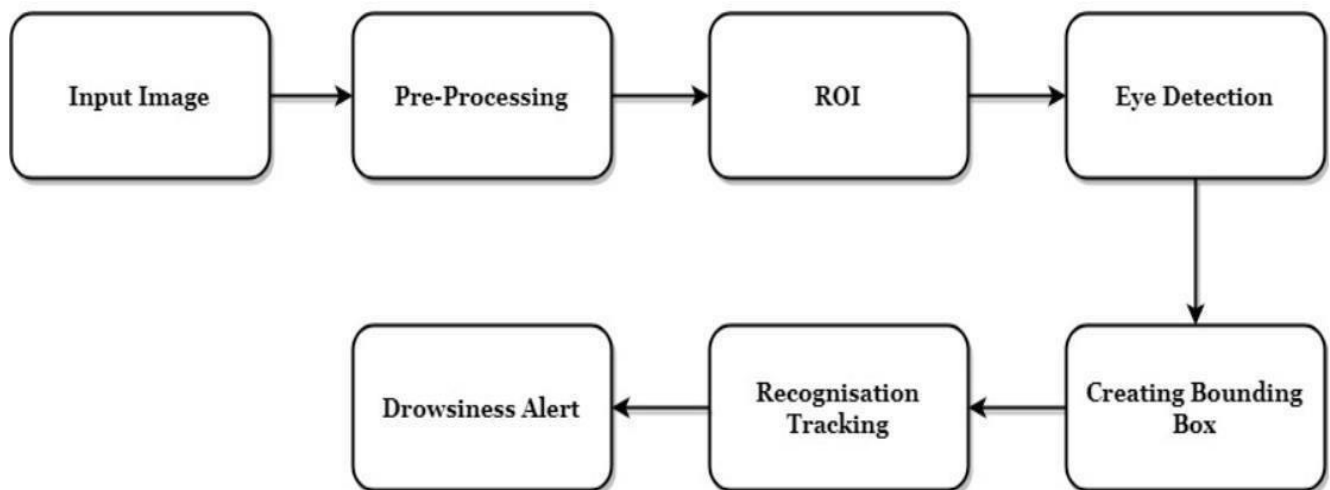 Input Image
Pre-Processing
ROI
Eye Detection
Creating Bounding
Box
Recognisation
Tracking
Drowsiness Alert